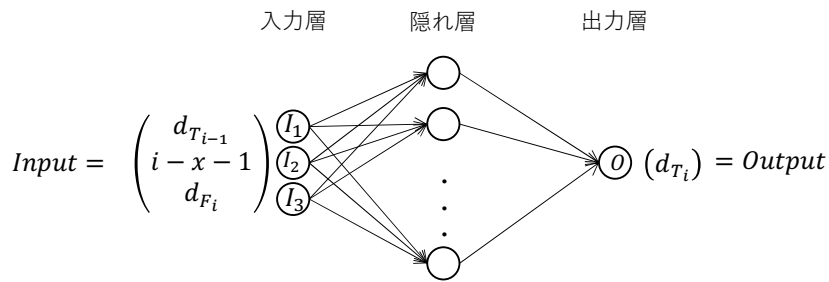 入力層 隠れ層 出力層
d_{T_{i-1}}
Input = i − x − 1
d_{F_i}
I_1
I_2
I_3
O (d_{T_i}) = Output